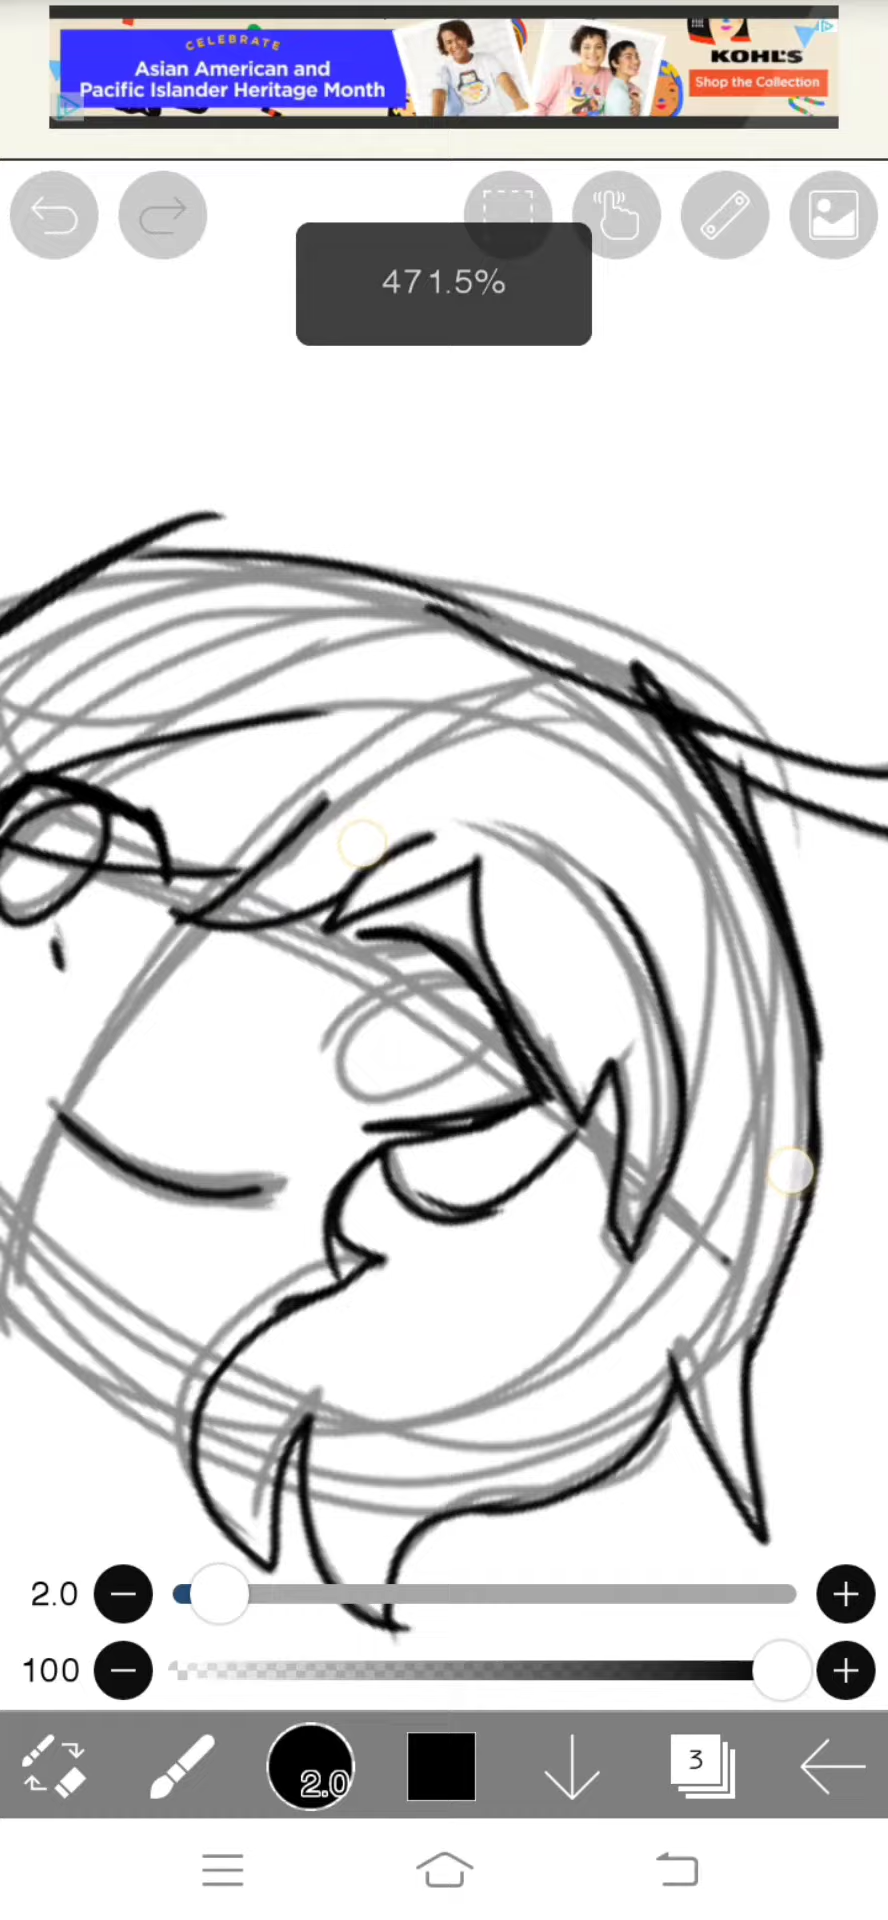 CELEBRATE
Asian American and
Pacific Islander Heritage Month
KOHL'S
Shop the Collection
471.5%
2.0
100
2.0
3